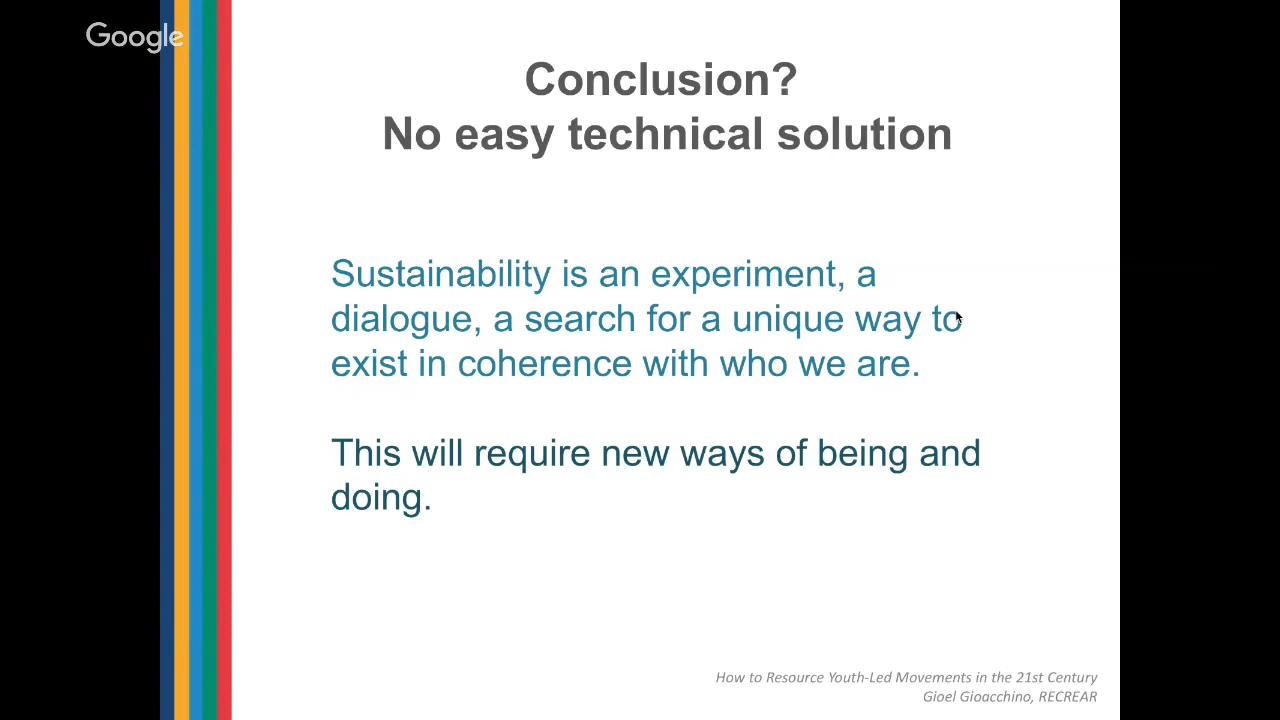 Google
Conclusion?
No easy technical solution
Sustainability is an experiment, a
dialogue, a search for a unique way to
exist in coherence with who we are.
This will require new ways of being and
doing.
How to Resource Youth-Led Movements in the 21st Century
Gioel Gioacchino, RECREAR